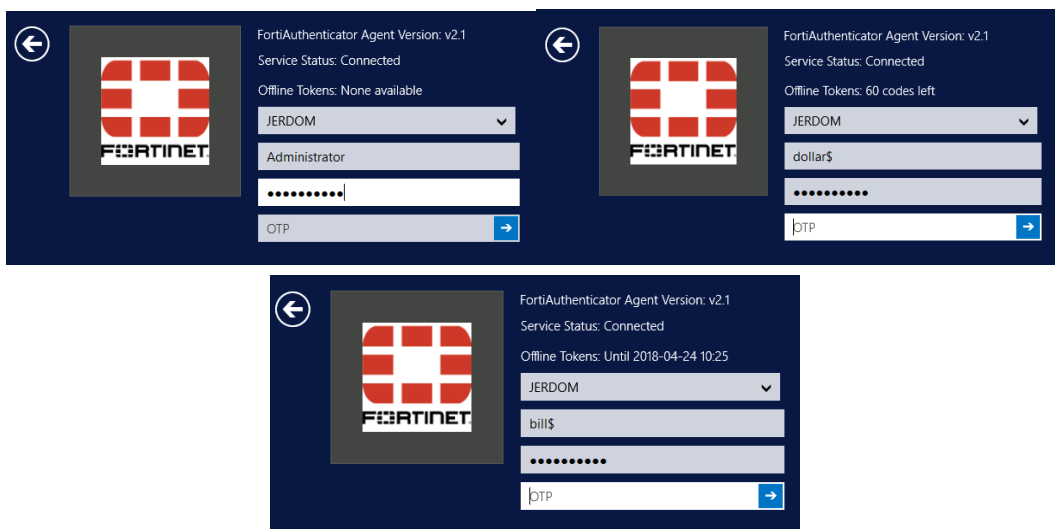 FortiAuthenticator Agent Version: v2.1
Service Status: Connected
Offline Tokens: None available
JERDOM
Administrator
OTP
FORTINET
FortiAuthenticator Agent Version: v2.1
Service Status: Connected
Offline Tokens: 60 codes left
JERDOM
dollar$
OTP
FORTINET
FortiAuthenticator Agent Version: v2.1
Service Status: Connected
Offline Tokens: Until 2018-04-24 10:25
JERDOM
bill$
OTP
FORTINET